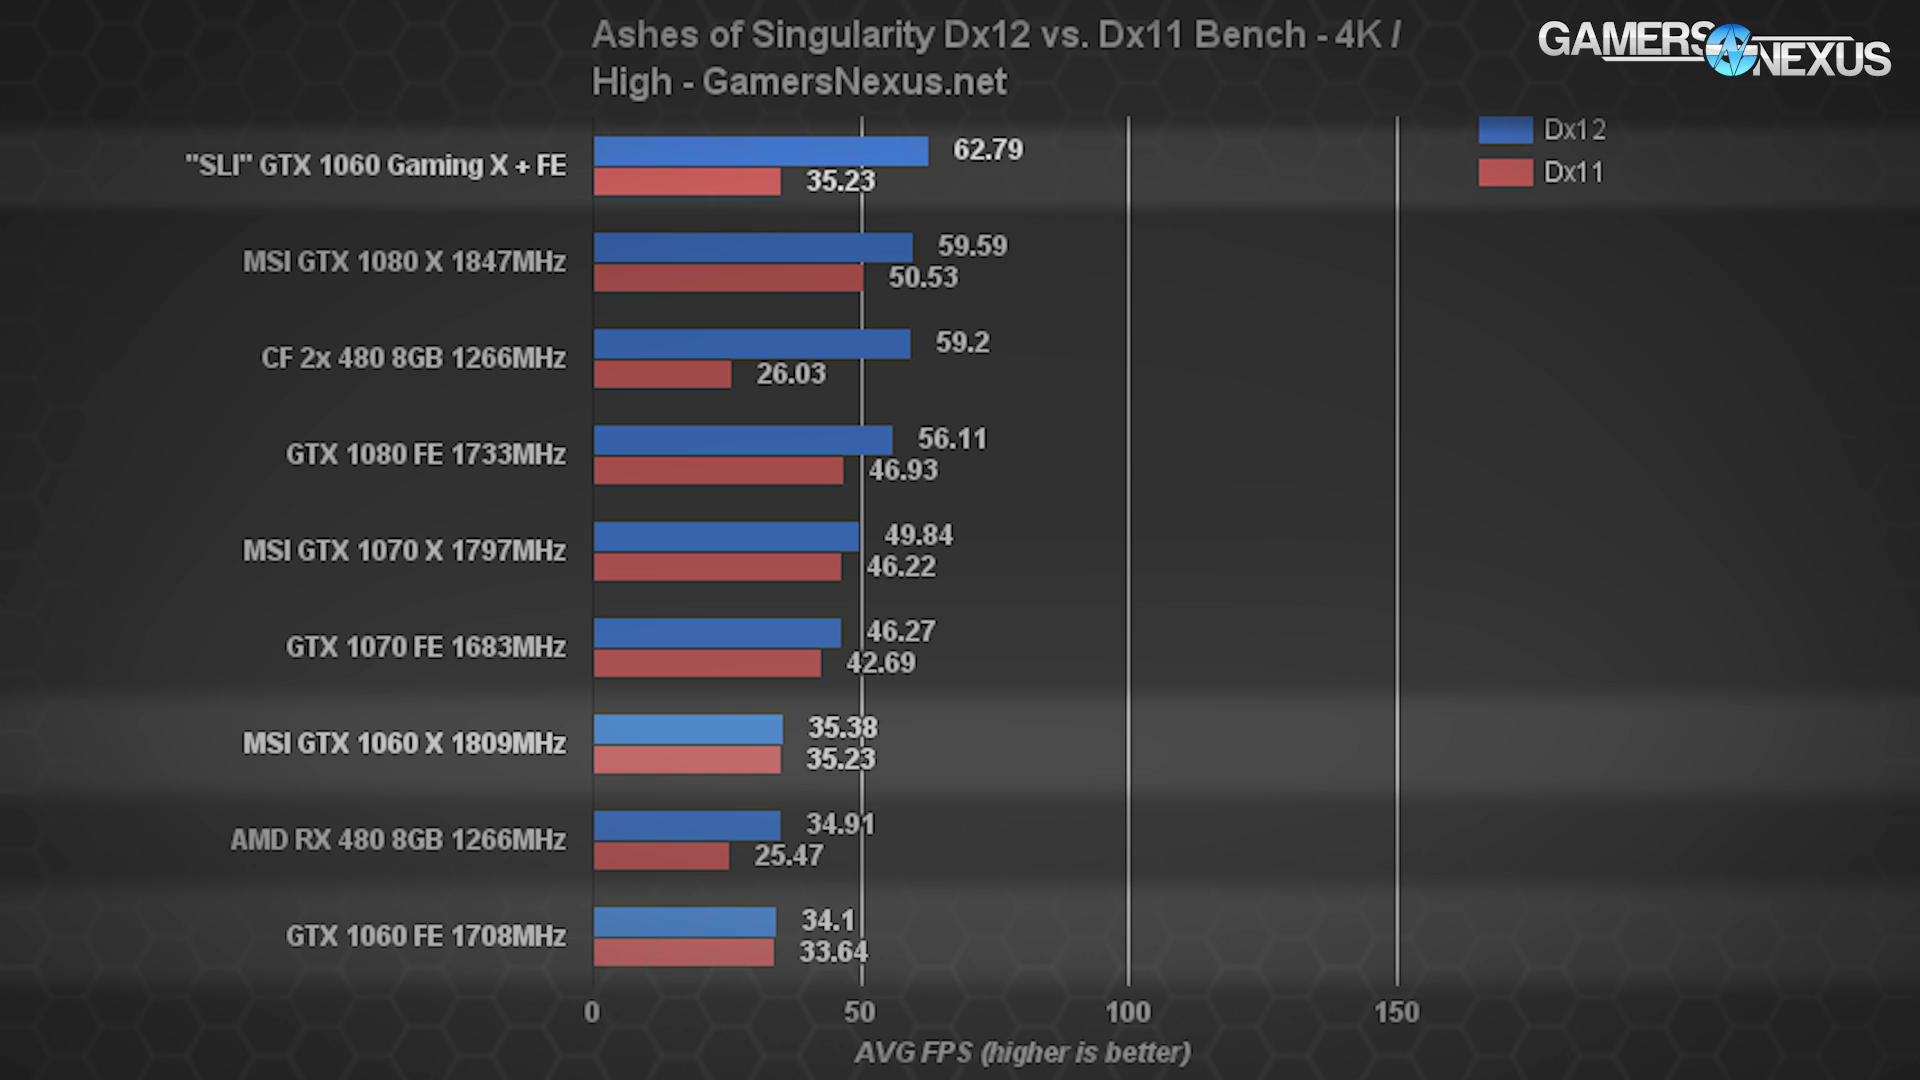 Ashes of Singularity Dx12 vs. Dx11 Bench - 4K /
High - GamersNexus.net
GAMERS NEXUS
Dx12
Dx11
"SLI" GTX 1060 Gaming X + FE
62.79
35.23
MSI GTX 1080 X 1847MHz
59.59
50.53
CF 2x 480 8GB 1266MHz
59.2
26.03
GTX 1080 FE 1733MHz
56.11
46.93
MSI GTX 1070 X 1797MHz
49.84
46.22
GTX 1070 FE 1683MHz
46.27
42.69
MSI GTX 1060 X 1809MHz
35.38
35.23
AMD RX 480 8GB 1266MHz
34.91
25.47
GTX 1060 FE 1708MHz
34.1
33.64
0 50 100 150
AVG FPS (higher is better)